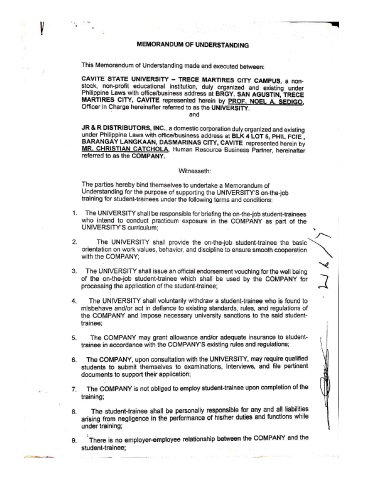 MEMORANDUM OF UNDERSTANDING
This Memorandum of Understanding made and executed between:
CAVITE STATE UNIVERSITY – TRECE MARTIRES CITY CAMPUS, a non-
stock, non-profit educational institution, duly organized and existing under
Philippine Laws with office/business address at BRGY. SAN AGUSTIN, TRECE
MARTIRES CITY, CAVITE represented herein by PROF. NOEL A. SEDIGO,
Officer in Charge hereinafter referred to as the UNIVERSITY.
and
JR & R DISTRIBUTORS, INC., a domestic corporation duly organized and existing
under Philippine Laws with office/business address at BLK 4 LOT 5, PHI, FCIE,
BARANGAY LANGKAAN, DASMARINAS CITY, CAVITE represented herein by
MR. CHRISTIAN CATCHOLA, Human Resource Business Partner, hereinafter
referred to as the COMPANY.
Witnesseth:
The parties hereby bind themselves to undertake a Memorandum of
Understanding for the purpose of supporting the UNIVERSITY'S on-the-job
training for student-trainees under the following terms and conditions:
1. The UNIVERSITY shall be responsible for briefing the on-the-job student-trainees
who intend to conduct practicum exposure in the COMPANY as part of the
UNIVERSITY'S curriculum;
2. The UNIVERSITY shall provide the on-the-job student-trainee the basic
orientation on work values, behavior, and discipline to ensure smooth cooperation
with the COMPANY;
3. The UNIVERSITY shall issue an official endorsement vouching for the well being
of the on-the-job student-trainee which shall be used by the COMPANY for
processing the application of the student-trainee;
4. The UNIVERSITY shall voluntarily withdraw a student-trainee who is found to
misbehave and/or act in defiance to existing standards, rules, and regulations of
the COMPANY and impose necessary university sanctions to the said student-
trainee;
5. The COMPANY may grant allowance and/or adequate insurance to student-
trainees in accordance with the COMPANY'S existing rules and regulations;
6. The COMPANY, upon consultation with the UNIVERSITY, may require qualified
students to submit themselves to examinations, interviews, and file pertinent
documents to support their application;
7. The COMPANY is not obliged to employ student-trainee upon completion of the
training;
8. The student-trainee shall be personally responsible for any and all liabilities
arising from negligence in the performance of his/her duties and functions while
under training;
9. There is no employer-employee relationship between the COMPANY and the
student-trainee;